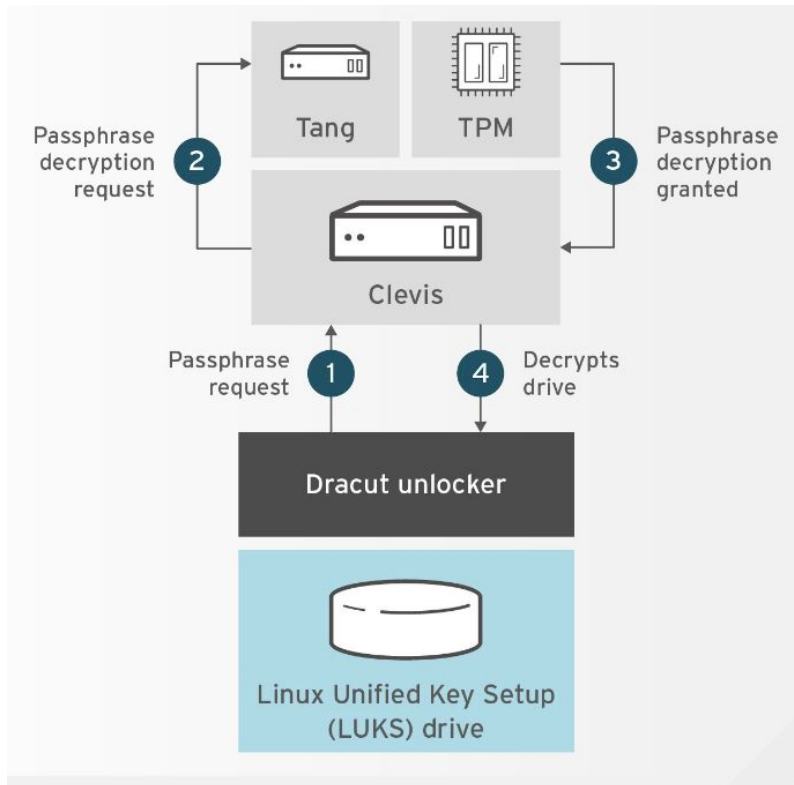 Tang
TPM
Passphrase
decryption
request
2
3
Passphrase
decryption
granted
Clevis
Passphrase
request
1
4
Decrypts
drive
Dracut unlocker
Linux Unified Key Setup
(LUKS) drive